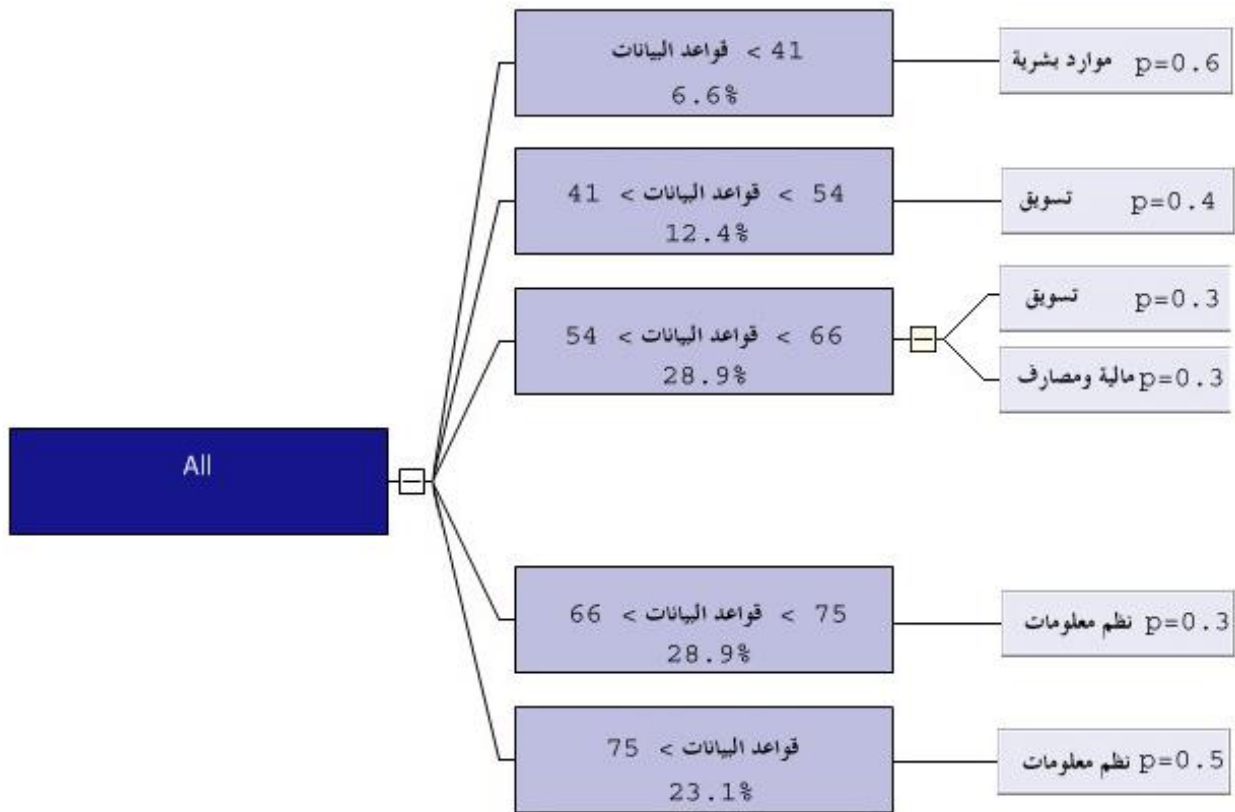 قواعد البيانات < 41
6.6%
موارد بشرية p=0.6
41 < قواعد البيانات < 54
12.4%
تسويق p=0.4
54 < قواعد البيانات < 66
28.9%
تسويق p=0.3
مالية ومصارف p=0.3
All
66 < قواعد البيانات < 75
28.9%
نظم معلومات p=0.3
75 < قواعد البيانات
23.1%
نظم معلومات p=0.5